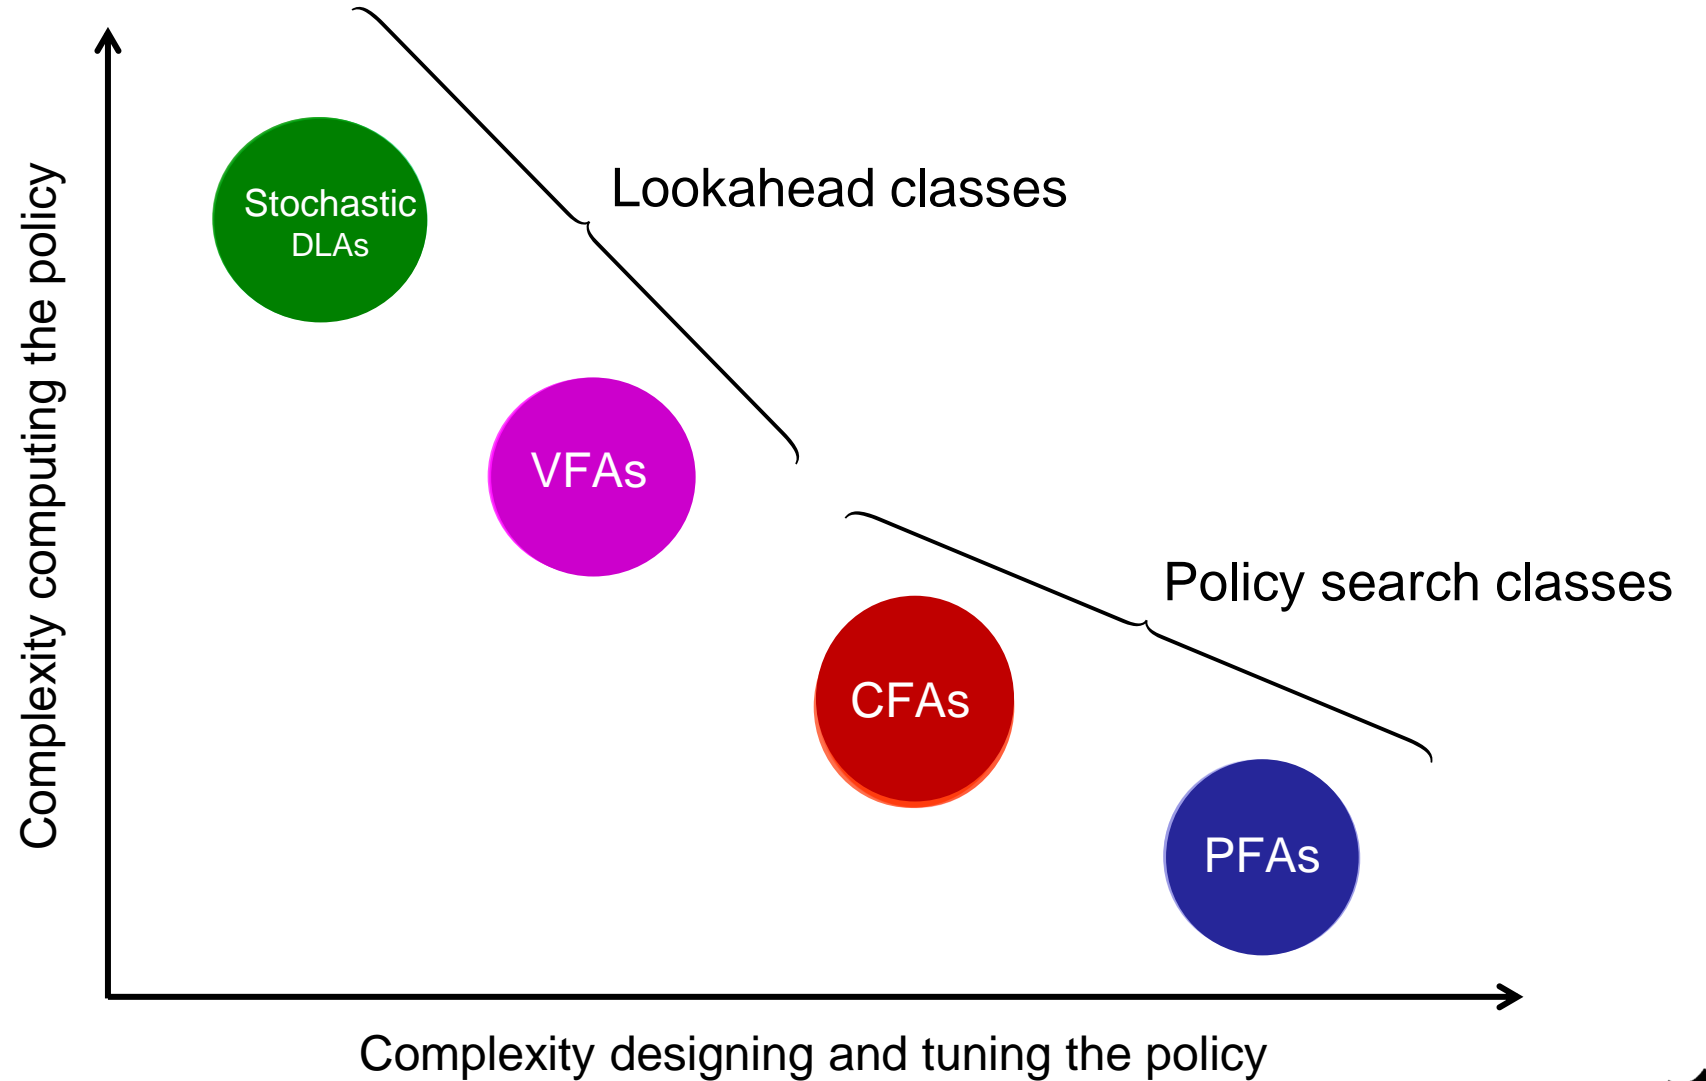 Complexity computing the policy
Stochastic
DLAs
Lookahead classes
VFAs
Policy search classes
CFAs
PFAs
Complexity designing and tuning the policy